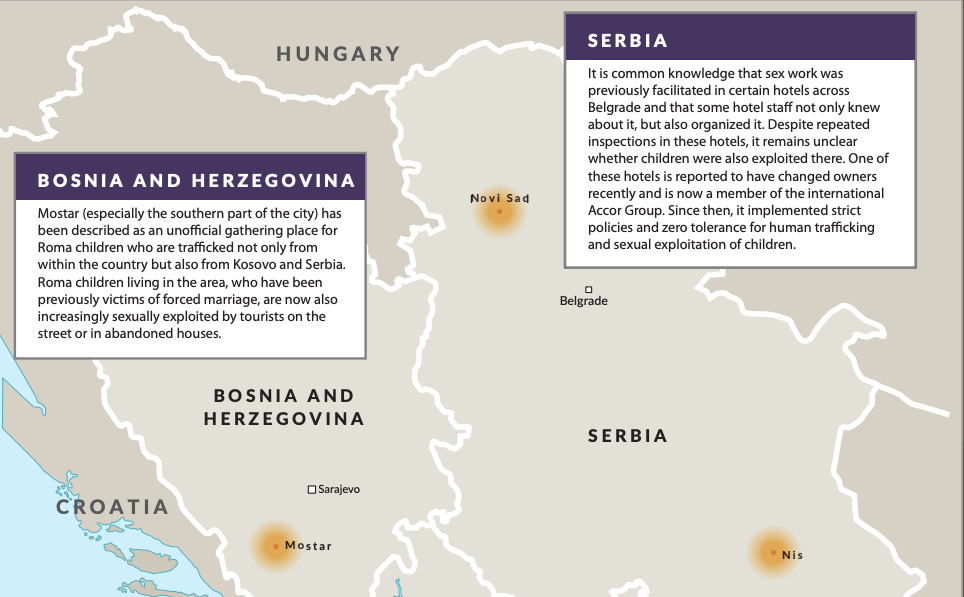 HUNGARY
SERBIA
It is common knowledge that sex work was
previously facilitated in certain hotels across
Belgrade and that some hotel staff not only knew
about it, but also organized it. Despite repeated
inspections in these hotels, it remains unclear
whether children were also exploited there. One of
these hotels is reported to have changed owners
recently and is now a member of the international
Accor Group. Since then, it implemented strict
policies and zero tolerance for human trafficking
and sexual exploitation of children.
BOSNIA AND HERZEGOVINA
Mostar (especially the southern part of the city) has
been described as an unofficial gathering place for
Roma children who are trafficked not only from
within the country but also from Kosovo and Serbia.
Roma children living in the area, who have been
previously victims of forced marriage, are now also
increasingly sexually exploited by tourists on the
street or in abandoned houses.
Novi Sad
Belgrade
BOSNIA AND
HERZEGOVINA
SERBIA
Sarajevo
CROATIA
Mostar
Nis